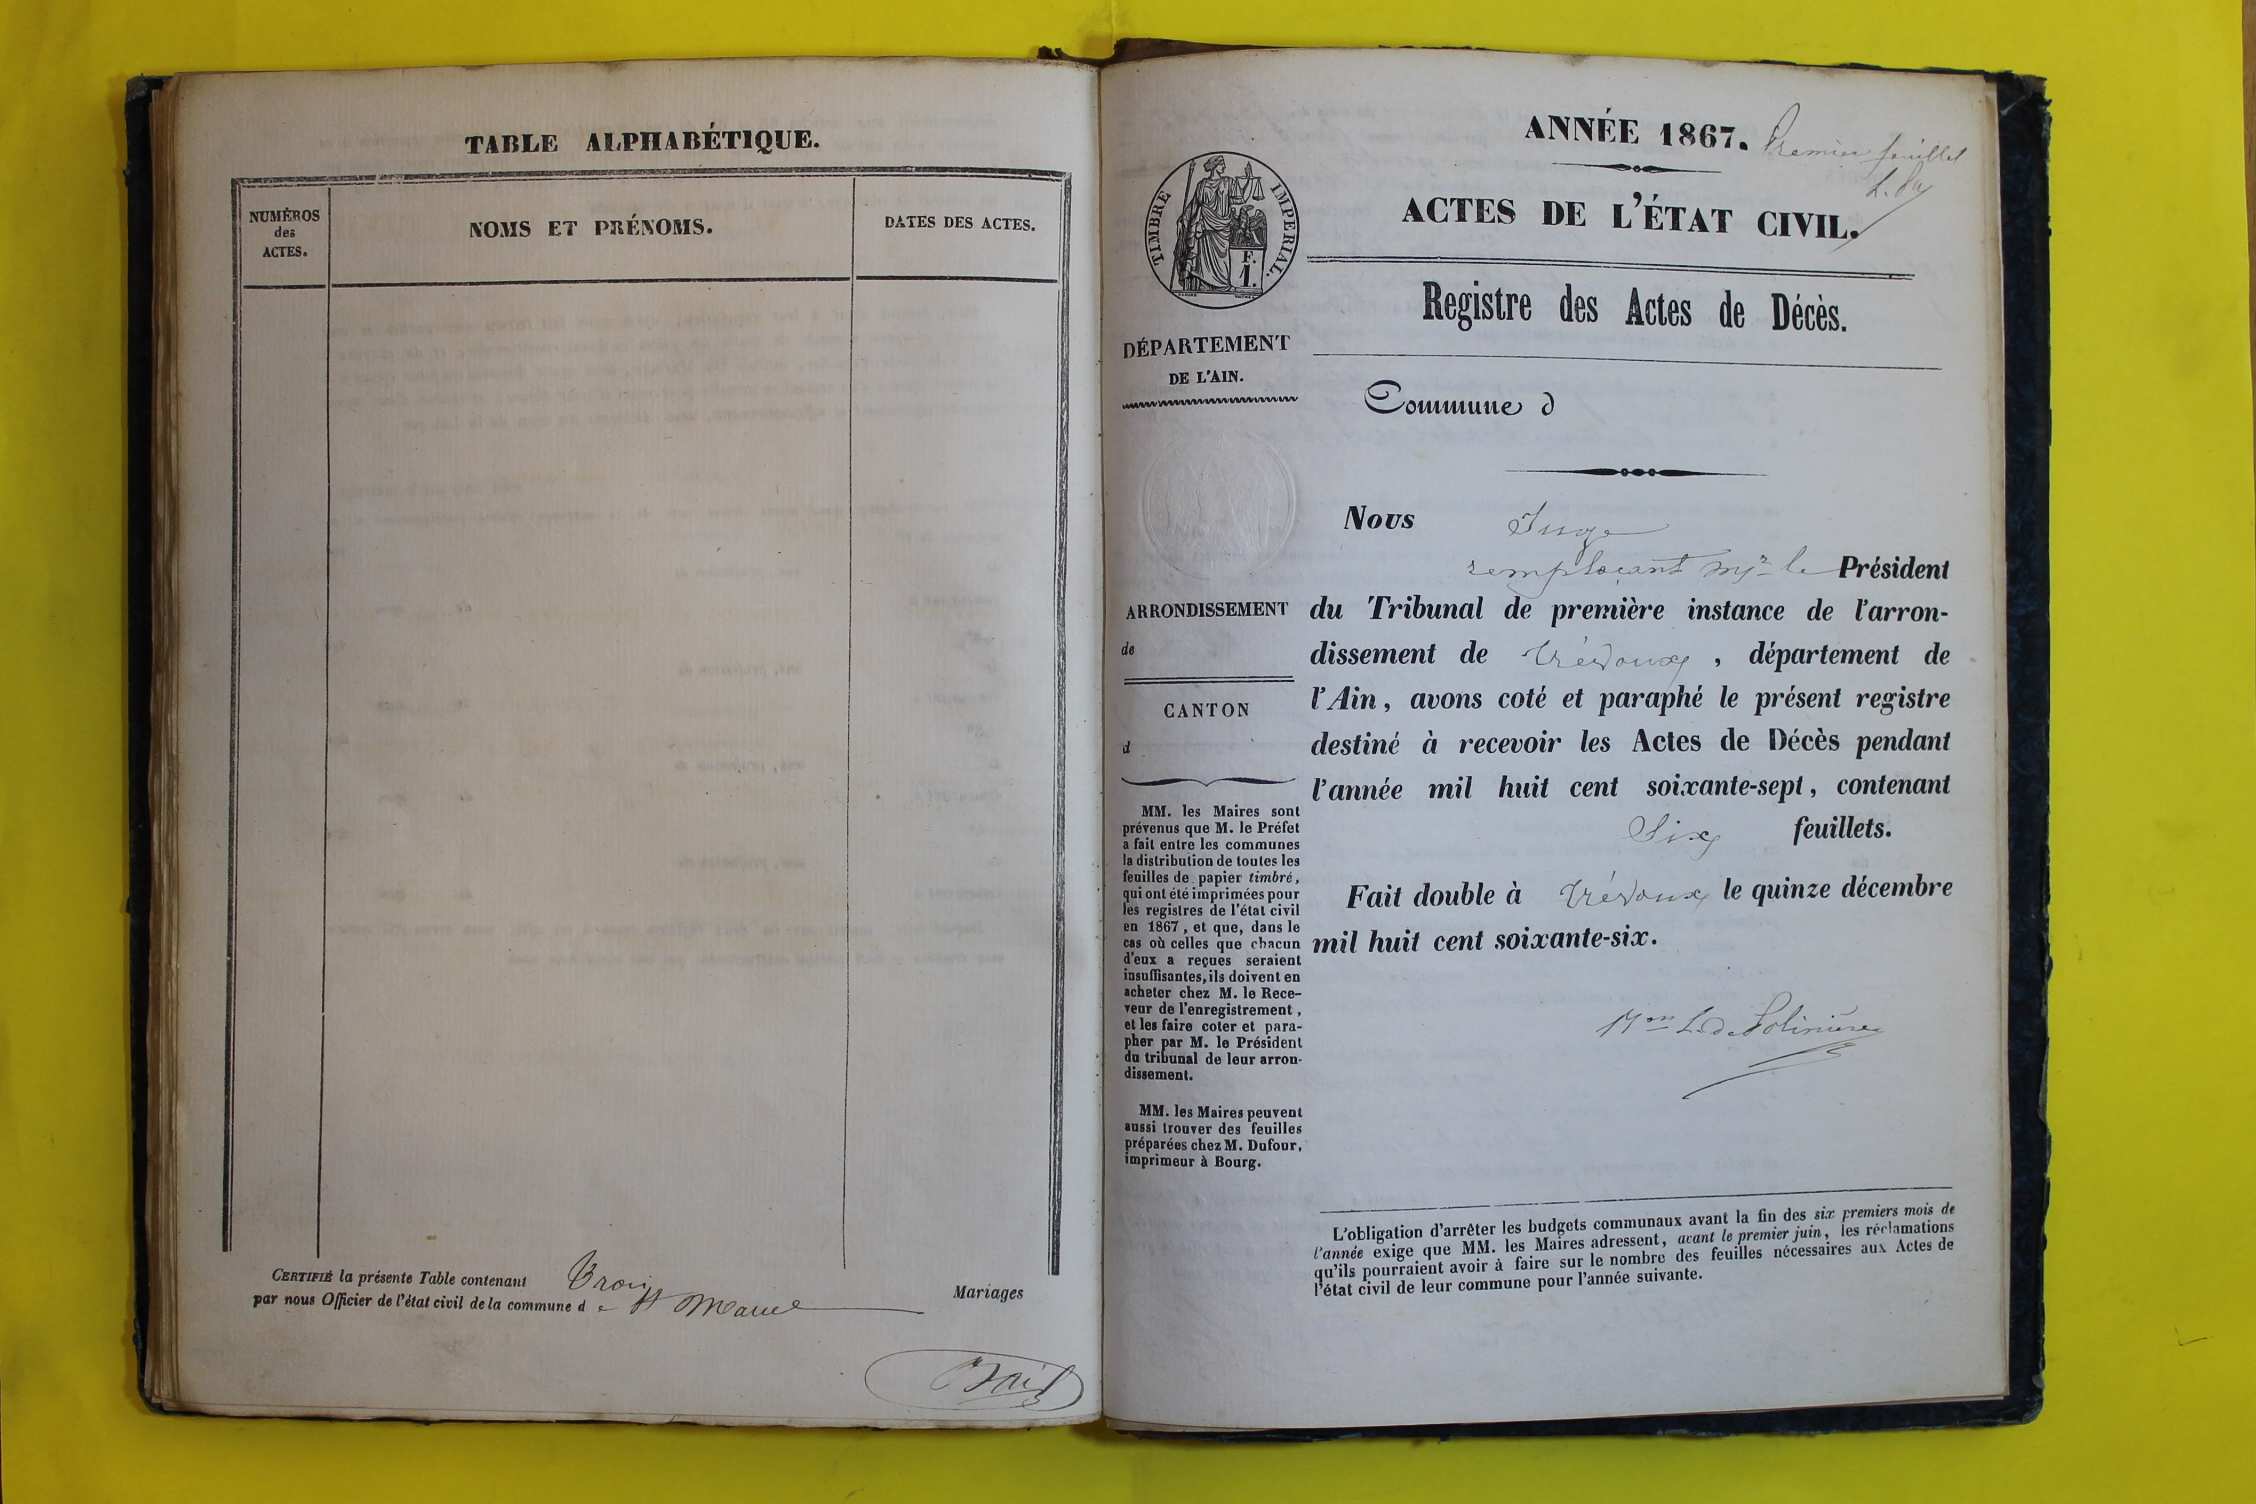 TABLE ALPHABÉTIQUE.
NUMÉROS
des
ACTES.
NOMS ET PRÉNOMS.
DATES DES ACTES.
CERTIFIÉ la présente Table contenant Trois Mariages
par nous Officier de l'état civil de la commune d e St Marcel
ANNÉE 1867. Premier feuillet
ACTES DE L'ÉTAT CIVIL.
TIMBRE IMPERIAL.
F.
1.
Registre des Actes de Décès.
DÉPARTEMENT
DE L'AIN.
Commune d
Nous Juge
remplaçant Mr le Président
ARRONDISSEMENT
de
CANTON
d
du Tribunal de première instance de l'arron-
dissement de Trévoux, département de
l'Ain, avons coté et paraphé le présent registre
destiné à recevoir les Actes de Décès pendant
l'année mil huit cent soixante-sept, contenant
Six feuillets.
Fait double à Trévoux le quinze décembre
mil huit cent soixante-six.
MM. les Maires sont
prévenus que M. le Préfet
a fait entre les communes
la distribution de toutes les
feuilles de papier timbré,
qui ont été imprimées pour
les registres de l'état civil
en 1867, et que, dans le
cas où celles que chacun
d'eux a reçues seraient
insuffisantes, ils doivent en
acheter chez M. le Rece-
veur de l'enregistrement,
et les faire coter et para-
pher par M. le Président
du tribunal de leur arron-
dissement.
MM. les Maires peuvent
aussi trouver des feuilles
préparées chez M. Dufour,
imprimeur à Bourg.
L'obligation d'arrêter les budgets communaux avant la fin des six premiers mois de
l'année exige que MM. les Maires adressent, avant le premier juin, les réclamations
qu'ils pourraient avoir à faire sur le nombre des feuilles nécessaires aux Actes de
l'état civil de leur commune pour l'année suivante.